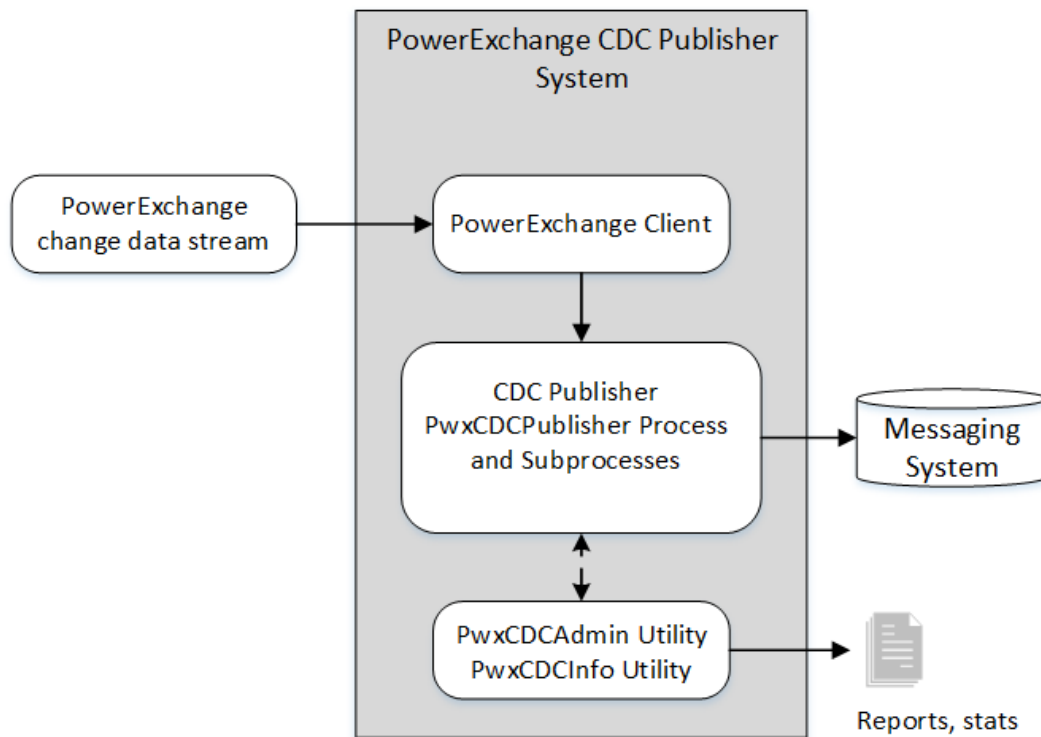 PowerExchange CDC Publisher
System
PowerExchange
change data stream
PowerExchange Client
CDC Publisher
PwxCDCPublisher Process
and Subprocesses
Messaging
System
PwxCDCAdmin Utility
PwxCDCInfo Utility
Reports, stats